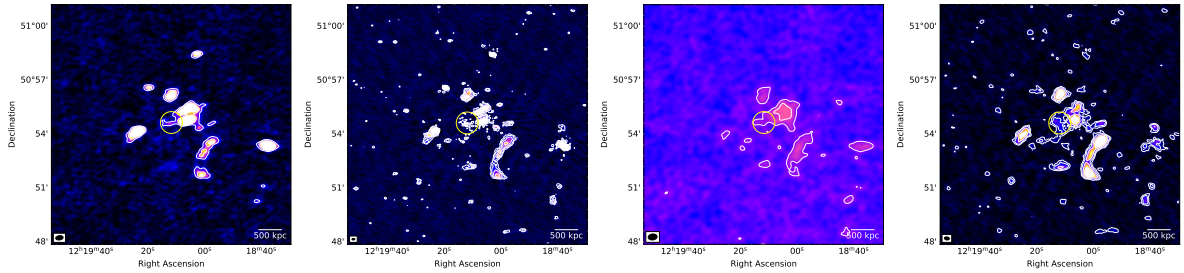 51°00'
50°57'
54'
51'
48'
Declination
12ʰ19ᵐ40ˢ
20ˢ
00ˢ
18ᵐ40ˢ
500 kpc
Right Ascension
51°00'
50°57'
54'
51'
48'
Declination
12ʰ19ᵐ40ˢ
20ˢ
00ˢ
18ᵐ40ˢ
500 kpc
Right Ascension
51°00'
50°57'
54'
51'
48'
Declination
12ʰ19ᵐ40ˢ
20ˢ
00ˢ
18ᵐ40ˢ
500 kpc
Right Ascension
51°00'
50°57'
54'
51'
48'
Declination
12ʰ19ᵐ40ˢ
20ˢ
00ˢ
18ᵐ40ˢ
500 kpc
Right Ascension